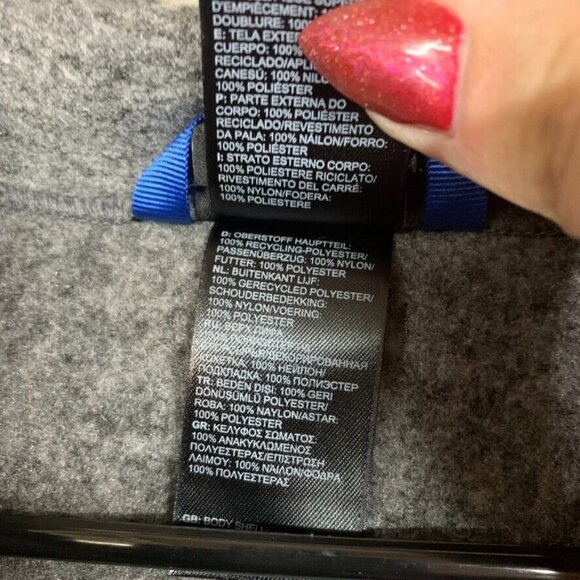 D'EMPIÈCEMENT:
DOUBLURE: 100%
E: TELA EXTER
CUERPO: 100%
RECICLADO/APLI
CANESÚ: 100% NILO
100% POLIÉSTER
P: PARTE EXTERNA DO
CORPO: 100% POLIÉSTER
RECICLADO/REVESTIMENTO
DA PALA: 100% NÁILON/FORRO:
100% POLIÉSTER
I: STRATO ESTERNO CORPO:
100% POLIESTERE RICICLATO/
RIVESTIMENTO DEL CARRÉ:
100% NYLON/FODERA:
100% POLIESTERE
D: OBERSTOFF HAUPTTEIL:
100% RECYCLING-POLYESTER/
PASSENÜBERZUG: 100% NYLON/
FUTTER: 100% POLYESTER
NL: BUITENKANT LIJF:
100% GERECYCLED POLYESTER/
SCHOUDERBEDEKKING:
100% NYLON/VOERING:
100% POLYESTER
RU:
КОКЕТКА: 100% НЕЙЛОН/
ПОДКЛАДКА: 100% ПОЛИЭСТЕР
TR: BEDEN DIŞI: 100% GERİ
DÖNÜŞÜMLÜ POLYESTER/
ROBA: 100% NAYLON/ASTAR:
100% POLYESTER
GR: ΚΕΛΥΦΟΣ ΣΩΜΑΤΟΣ:
100% ΑΝΑΚΥΚΛΩΜΕΝΟΣ
ΠΟΛΥΕΣΤΕΡΑΣ/ΕΠΙΣΤΡΩΣΗ
ΛΑΙΜΟΥ: 100% ΝΑΙΛΟΝ/ΦΟΔΡΑ
100% ΠΟΛΥΕΣΤΕΡΑΣ
GB: BODY SHELL